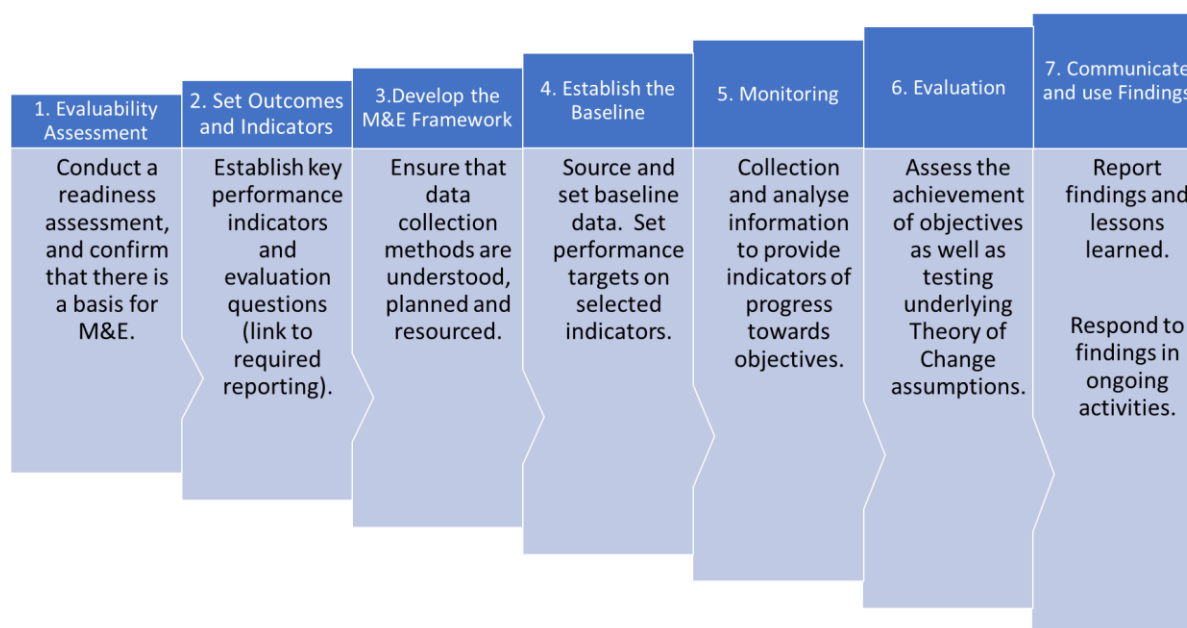 1. Evaluability
Assessment
Conduct a
readiness
assessment,
and confirm
that there is
a basis for
M&E.
2. Set Outcomes
and Indicators
Establish key
performance
indicators
and
evaluation
questions
(link to
required
reporting).
3.Develop the
M&E Framework
Ensure that
data
collection
methods are
understood,
planned and
resourced.
4. Establish the
Baseline
Source and
set baseline
data. Set
performance
targets on
selected
indicators.
5. Monitoring
Collection
and analyse
information
to provide
indicators of
progress
towards
objectives.
6. Evaluation
Assess the
achievement
of objectives
as well as
testing
underlying
Theory of
Change
assumptions.
7. Communicate
and use Findings
Report
findings and
lessons
learned.
Respond to
findings in
ongoing
activities.